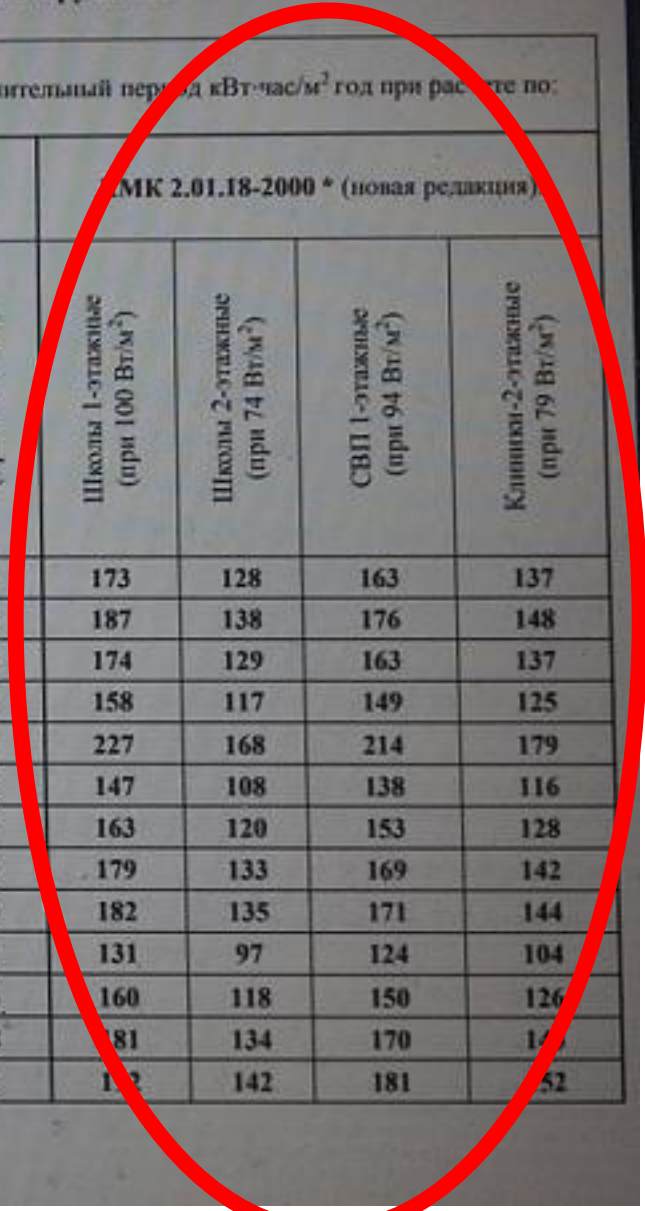 период кВт·час/м² год при расчете по:
КМК 2.01.18-2000 * (новая редакция)
Школы 1-этажные
(при 100 Вт/м²)
Школы 2-этажные
(при 74 Вт/м²)
СВП 1-этажные
(при 94 Вт/м²)
Клиники-2-этажные
(при 79 Вт/м²)
173 128 163 137
187 138 176 148
174 129 163 137
158 117 149 125
227 168 214 179
147 108 138 116
163 120 153 128
179 133 169 142
182 135 171 144
131 97 124 104
160 118 150 126
181 134 170
142 181 152